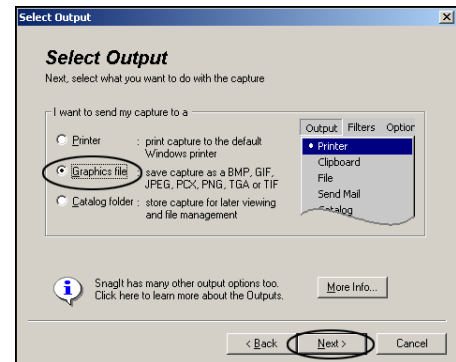 Select Output
Select Output
Next, select what you want to do with the capture
I want to send my capture to a
Printer : print capture to the default
Windows printer
Graphics file : save capture as a BMP, GIF,
JPEG, PCX, PNG, TGA or TIF
Catalog folder : store capture for later viewing
and file management
Output Filters Option
• Printer
Clipboard
File
Send Mail
Catalog
SnagIt has many other output options too.
Click here to learn more about the Outputs.
More Info...
< Back Next > Cancel